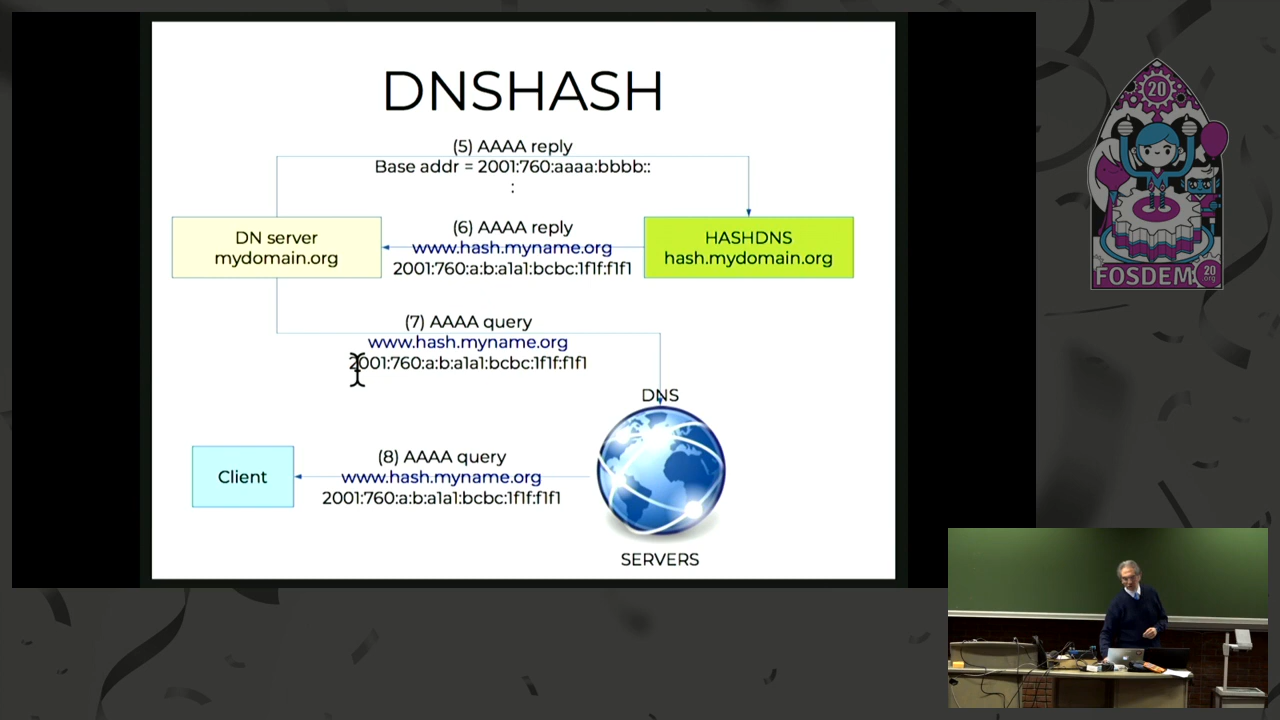 DNSHASH
(5) AAAA reply
Base addr = 2001:760:aaaa:bbbb::
:
DN server
mydomain.org
(6) AAAA reply
www.hash.myname.org
2001:760:a:b:a1a1:bcbc:1f1f:f1f1
HASHDNS
hash.mydomain.org
(7) AAAA query
www.hash.myname.org
2001:760:a:b:a1a1:bcbc:1f1f:f1f1
DNS
Client
(8) AAAA query
www.hash.myname.org
2001:760:a:b:a1a1:bcbc:1f1f:f1f1
SERVERS
20
FOSDEM
20
org